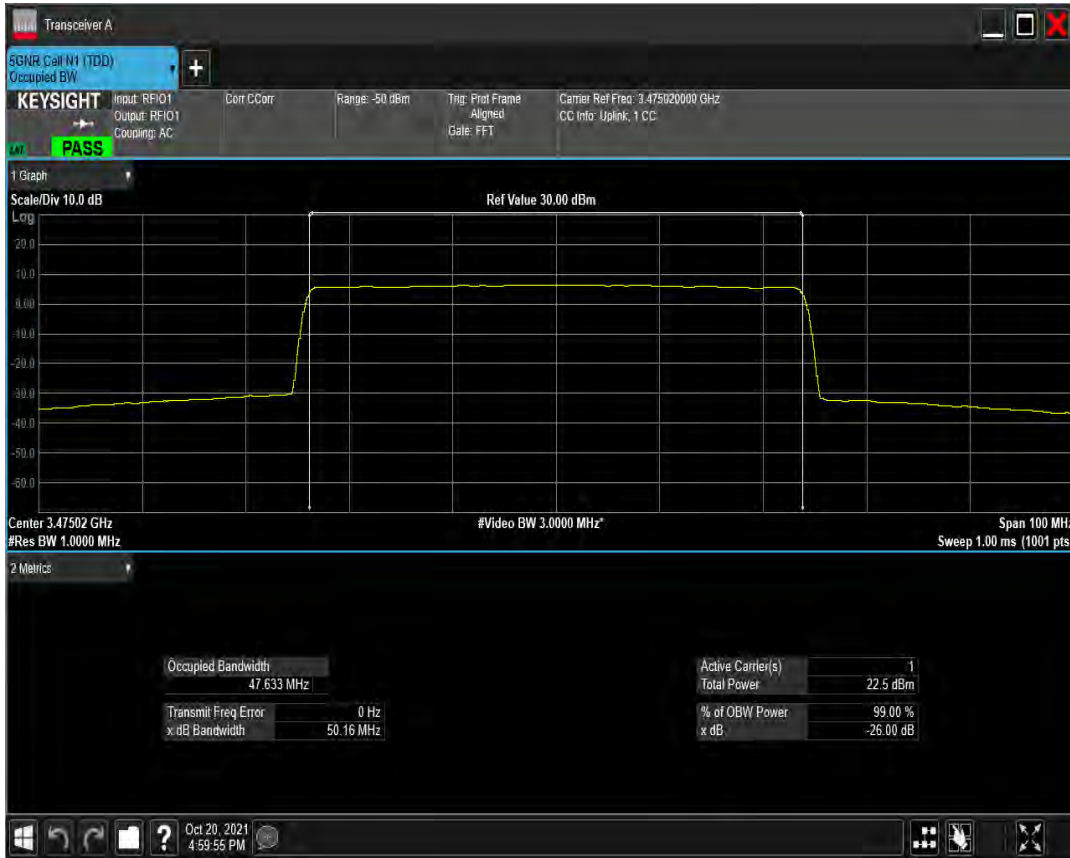 Transceiver A
5GNR Cell N1 (TDD)
Occupied BW
+
KEYSIGHT
PASS
Input: RFIO1
Output: RFIO1
Coupling: AC
Corr CCorr
Range: -50 dBm
Trig: Prot Frame
Aligned
Gate: FFT
Carrier Ref Freq: 3.475020000 GHz
CC Info: Uplink, 1 CC
1 Graph
Scale/Div 10.0 dB
Ref Value 30.00 dBm
Log
20.0
10.0
0.00
-10.0
-20.0
-30.0
-40.0
-50.0
-60.0
Center 3.47502 GHz
#Video BW 3.0000 MHz*
Span 100 MHz
#Res BW 1.0000 MHz
Sweep 1.00 ms (1001 pts
2 Metrics
Occupied Bandwidth
47.633 MHz
Transmit Freq Error 0 Hz
x dB Bandwidth 50.16 MHz
Active Carrier(s) 1
Total Power 22.5 dBm
% of OBW Power 99.00 %
x dB -26.00 dB
?
Oct 20, 2021
4:59:55 PM